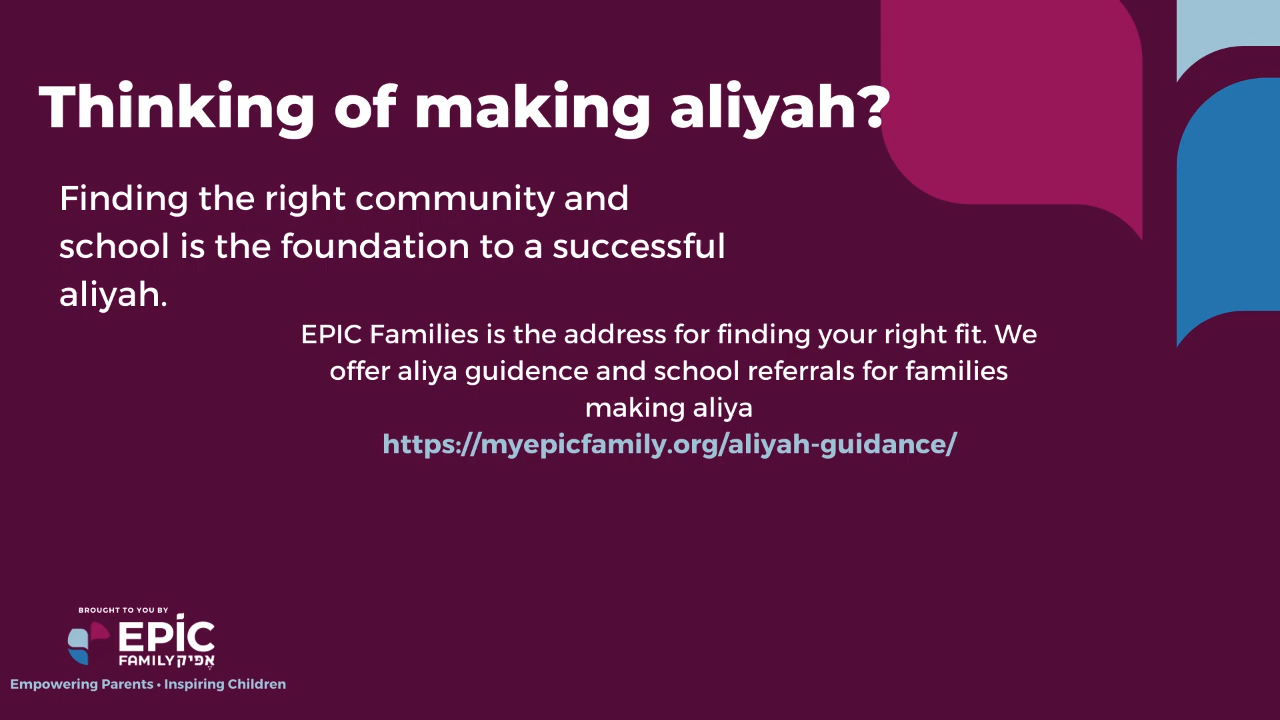 Thinking of making aliyah?
Finding the right community and
school is the foundation to a successful
aliyah.
EPIC Families is the address for finding your right fit. We
offer aliya guidence and school referrals for families
making aliya
https://myepicfamily.org/aliyah-guidance/
BROUGHT TO YOU BY
EPIC
FAMILY אֶפיק
Empowering Parents • Inspiring Children